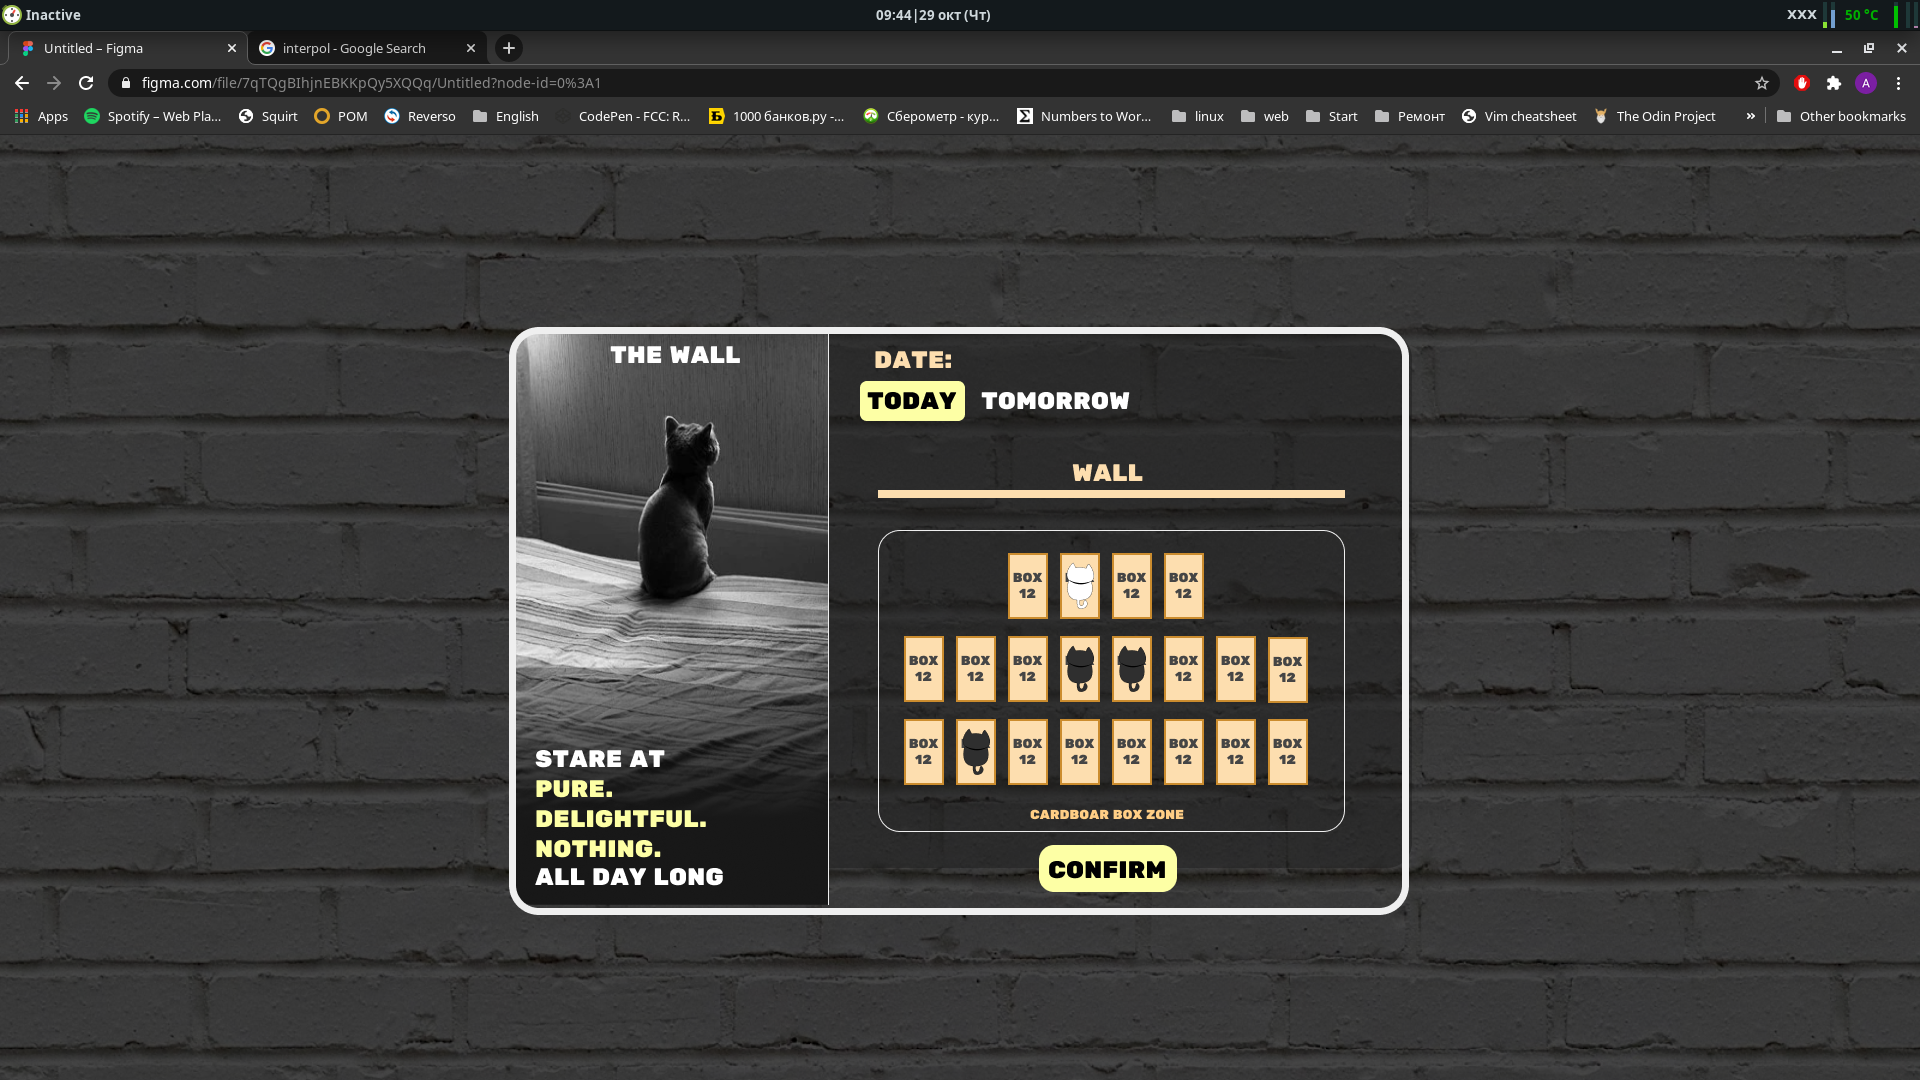 Inactive
09:44|29 окт (Чт)
XXX
50 °C
Untitled – Figma
interpol - Google Search
figma.com/file/7qTQgBIhjnEBKKpQy5XQQq/Untitled?node-id=0%3A1
A
Apps
Spotify – Web Pla...
Squirt
POM
Reverso
English
CodePen - FCC: R...
1000 банков.ру -...
Сберометр - кур...
Numbers to Wor...
linux
web
Start
Ремонт
Vim cheatsheet
The Odin Project
»
Other bookmarks
THE WALL
STARE AT
PURE.
DELIGHTFUL.
NOTHING.
ALL DAY LONG
DATE:
TODAY TOMORROW
WALL
BOX BOX BOX
12 12 12
BOX BOX BOX BOX BOX BOX
12 12 12 12 12 12
BOX BOX BOX BOX BOX BOX BOX
12 12 12 12 12 12 12
CARDBOAR BOX ZONE
CONFIRM